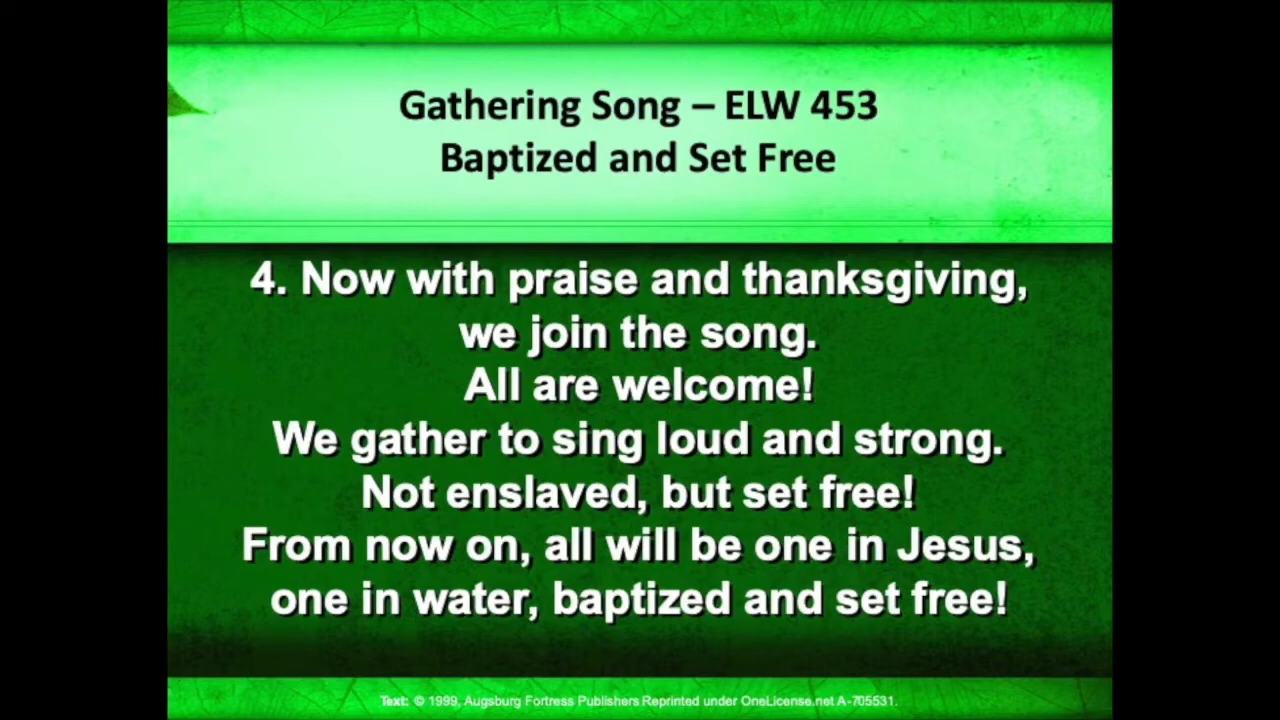 Gathering Song – ELW 453
Baptized and Set Free
4. Now with praise and thanksgiving,
we join the song.
All are welcome!
We gather to sing loud and strong.
Not enslaved, but set free!
From now on, all will be one in Jesus,
one in water, baptized and set free!
Text: © 1999, Augsburg Fortress Publishers Reprinted under OneLicense.net A-705531.